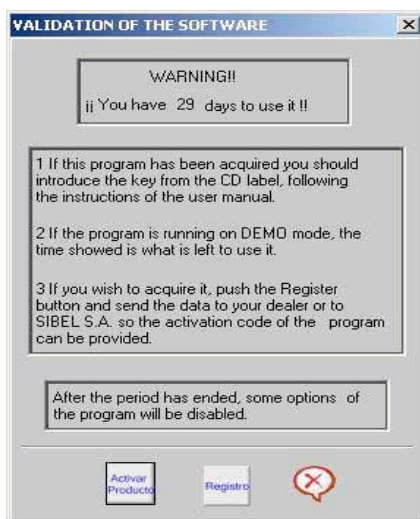 VALIDATION OF THE SOFTWARE
WARNING!!
¡¡ You have 29 days to use it !!
1 If this program has been acquired you should
introduce the key from the CD label, following
the instructions of the user manual.
2 If the program is running on DEMO mode, the
time showed is what is left to use it.
3 If you wish to acquire it, push the Register
button and send the data to your dealer or to
SIBEL S.A. so the activation code of the program
can be provided.
After the period has ended, some options of
the program will be disabled.
Activar
Producto
Registro